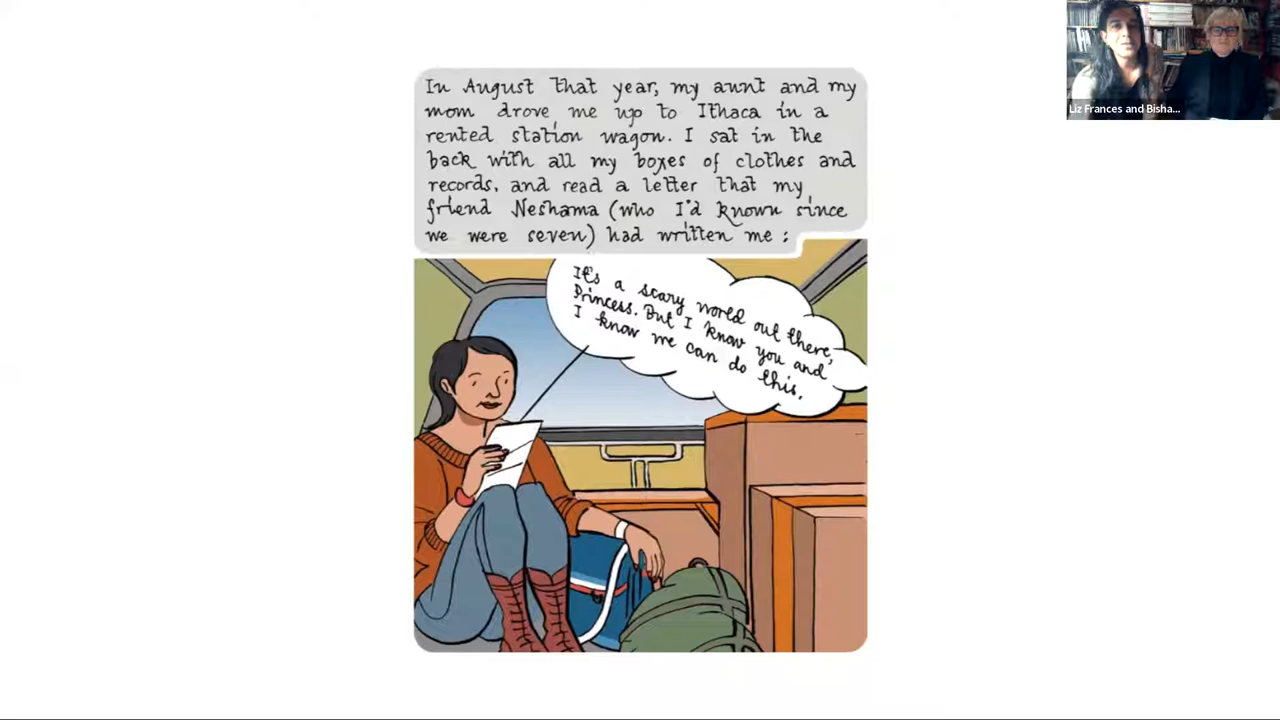 In August that year, my aunt and my
mom drove me up to Ithaca in a
rented station wagon. I sat in the
back with all my boxes of clothes and
records, and read a letter that my
friend Neshama (who I'd known since
we were seven) had written me:
It's a scary world out there,
Princess. But I know you and
I know we can do this.
Liz Frances and Bisha...